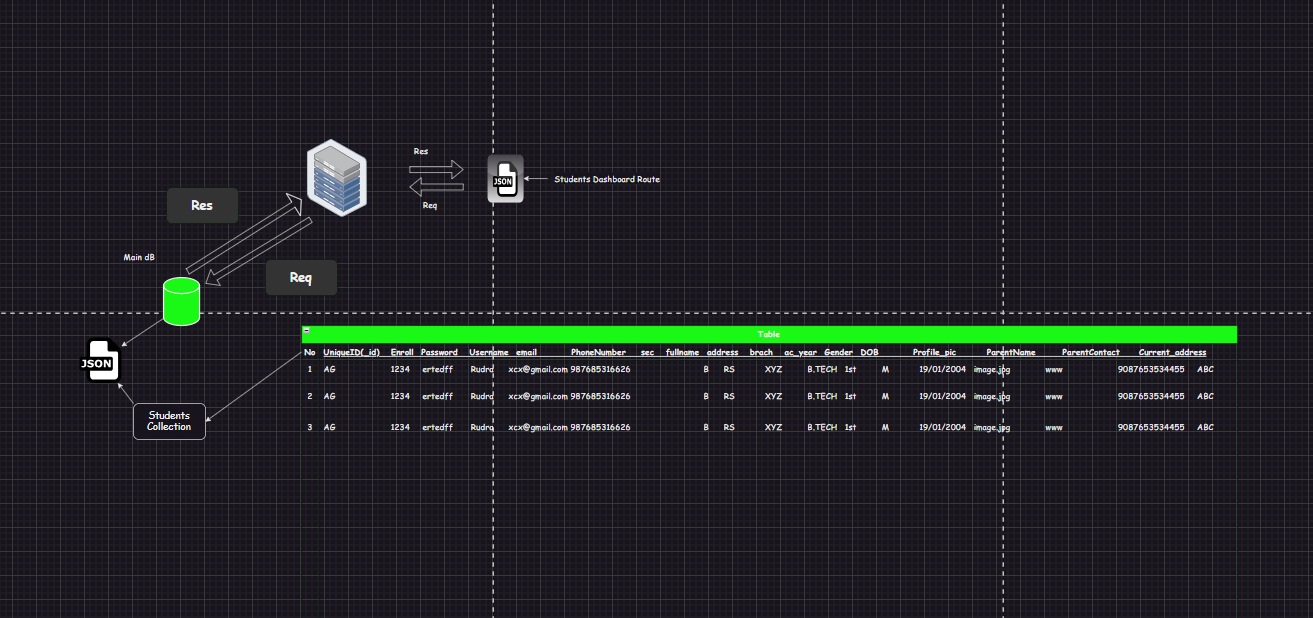 Res
JSON
Students Dashboard Route
Req
Res
Main dB
Req
Table
No UniqueID(_id) Enroll Password Username email PhoneNumber sec fullname address brach ac_year Gender DOB Profile_pic ParentName ParentContact Current_address
1 AG 1234 ertedff Rudra xcx@gmail.com 987685316626 B RS XYZ B.TECH 1st M 19/01/2004 image.jpg www 9087653534455 ABC
2 AG 1234 ertedff Rudra xcx@gmail.com 987685316626 B RS XYZ B.TECH 1st M 19/01/2004 image.jpg www 9087653534455 ABC
3 AG 1234 ertedff Rudra xcx@gmail.com 987685316626 B RS XYZ B.TECH 1st M 19/01/2004 image.jpg www 9087653534455 ABC
JSON
Students
Collection